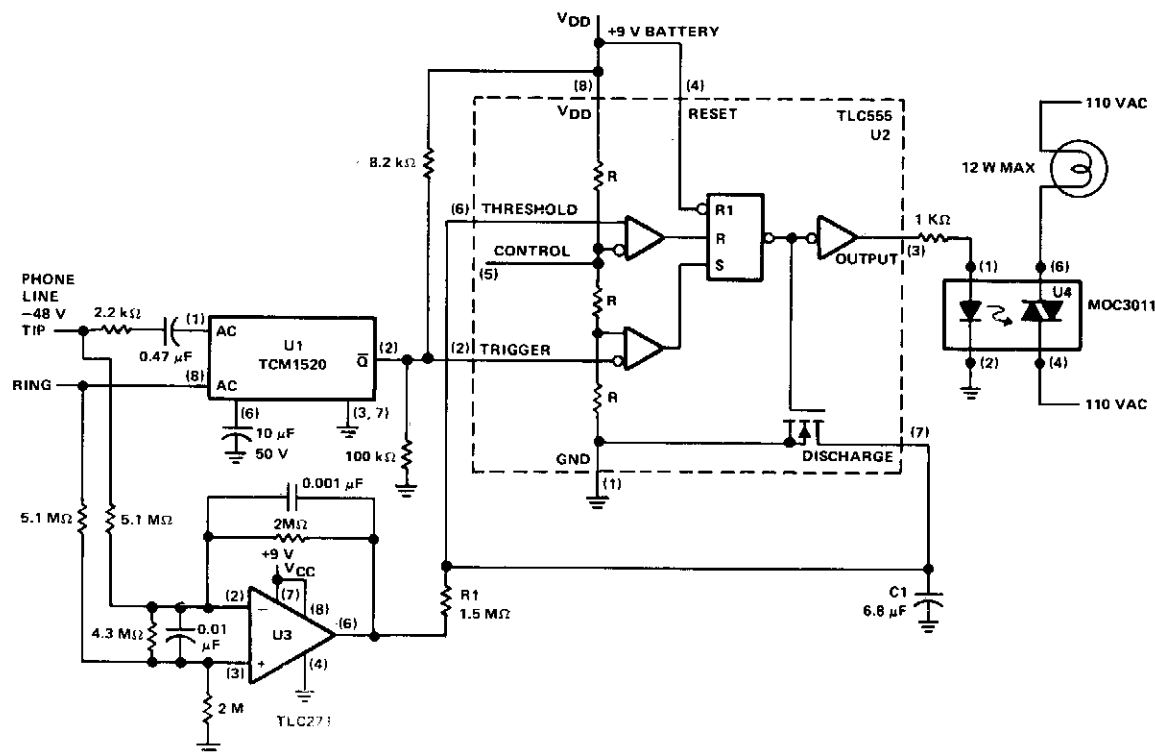 VDD
+9 V BATTERY
(8)
(4)
VDD
RESET
TLC555
U2
110 VAC
12 W MAX
8.2 kΩ
R
(6) THRESHOLD
R1
R
S
1 KΩ
CONTROL
(5)
OUTPUT
(3)
(1)
(6)
U4
MOC3011
(2)
(4)
110 VAC
PHONE
LINE
−48 V
TIP
2.2 kΩ
0.47 μF
(1)
AC
U1
TCM1520
Q̅
(2)
(2) TRIGGER
R
RING
(8)
AC
(6)
10 μF
50 V
(3, 7)
100 kΩ
R
GND
(1)
DISCHARGE
(7)
0.001 μF
5.1 MΩ
5.1 MΩ
2MΩ
+9 V
VCC
(7)
(8)
(2)
−
U3
(6)
R1
1.5 MΩ
C1
6.8 μF
4.3 MΩ
0.01
μF
+
(3)
(4)
2 M
TLC271